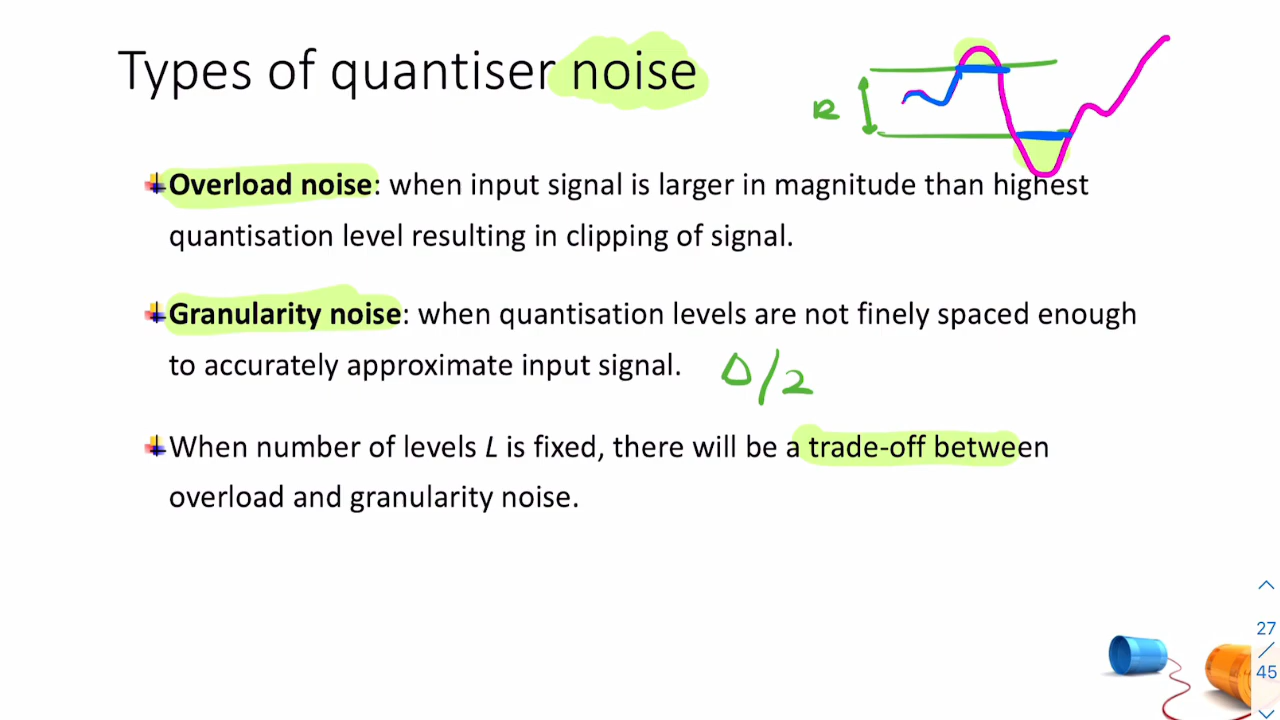 Types of quantiser noise
R
Overload noise: when input signal is larger in magnitude than highest
quantisation level resulting in clipping of signal.
Granularity noise: when quantisation levels are not finely spaced enough
to accurately approximate input signal.
Δ/2
When number of levels L is fixed, there will be a trade-off between
overload and granularity noise.
27
/
45